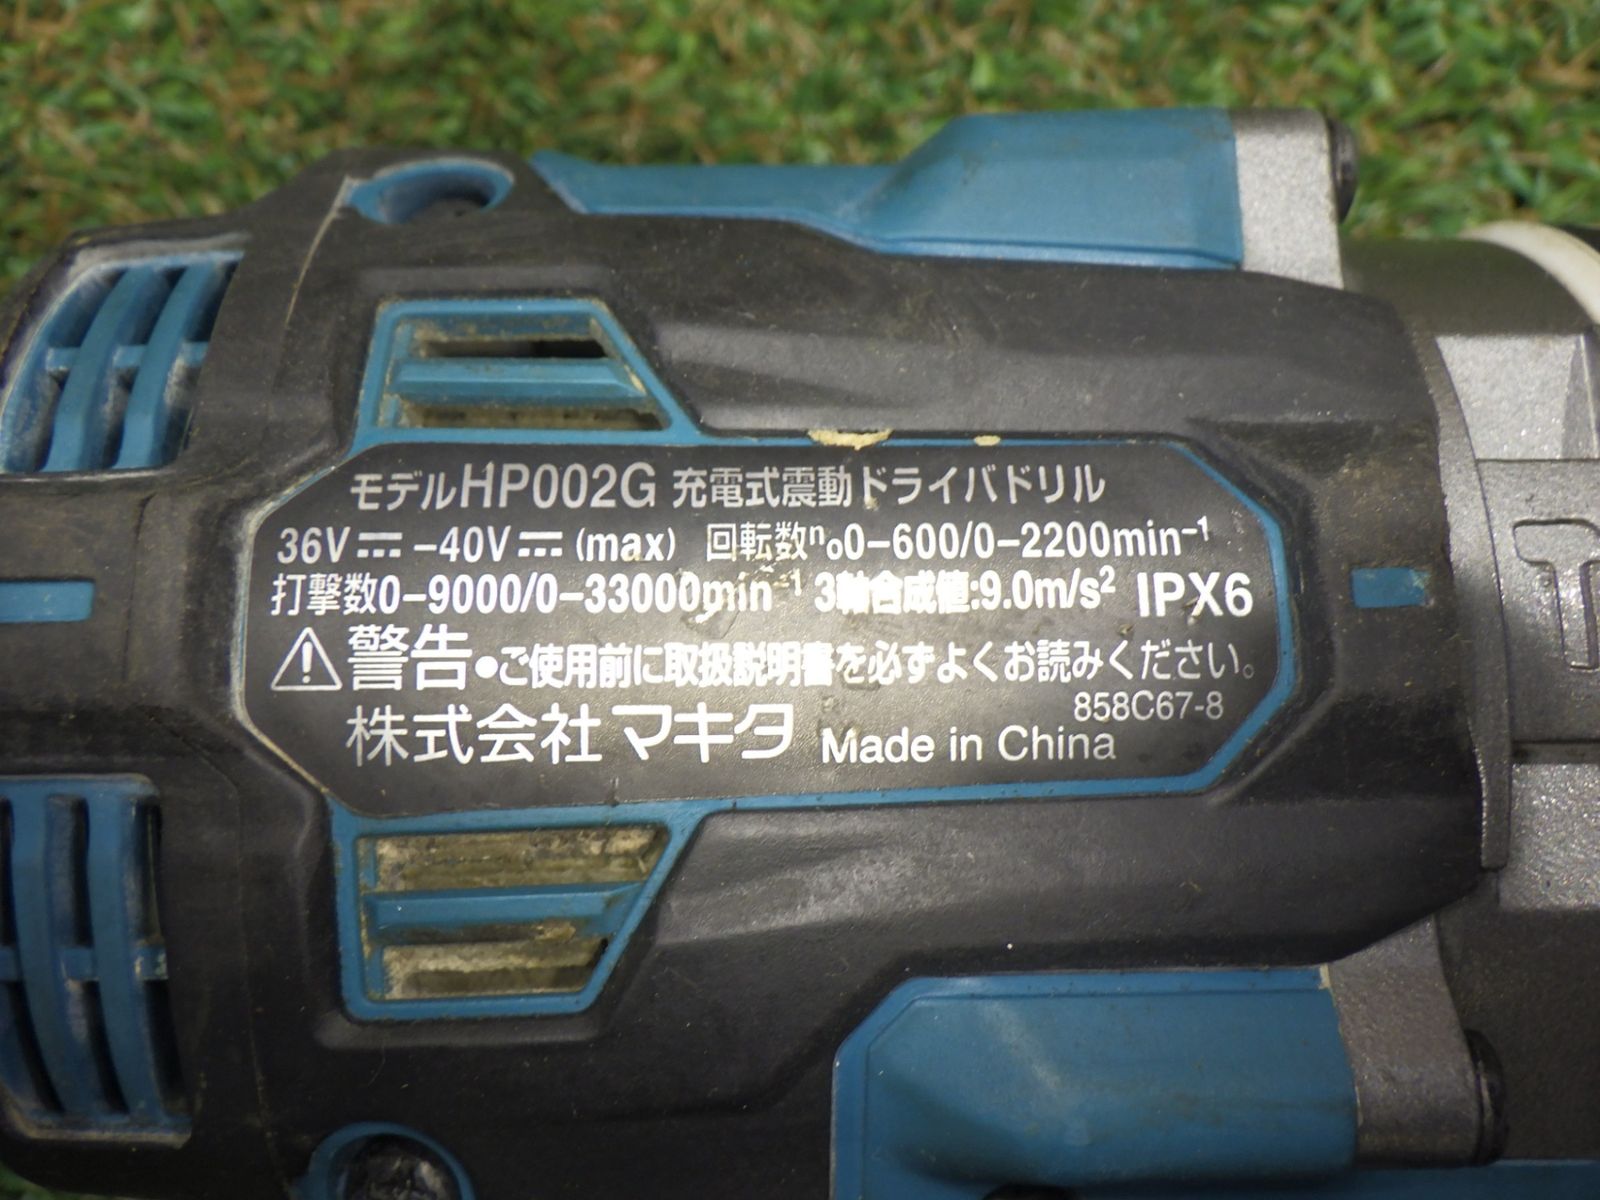 モデルHP002G 充電式震動ドライバドリル
36V⎓-40V⎓(max) 回転数n₀0-600/0-2200min⁻¹
打撃数0-9000/0-33000min⁻¹ 3軸合成値:9.0m/s² IPX6
⚠警告●ご使用前に取扱説明書を必ずよくお読みください。
858C67-8
株式会社マキタ Made in China